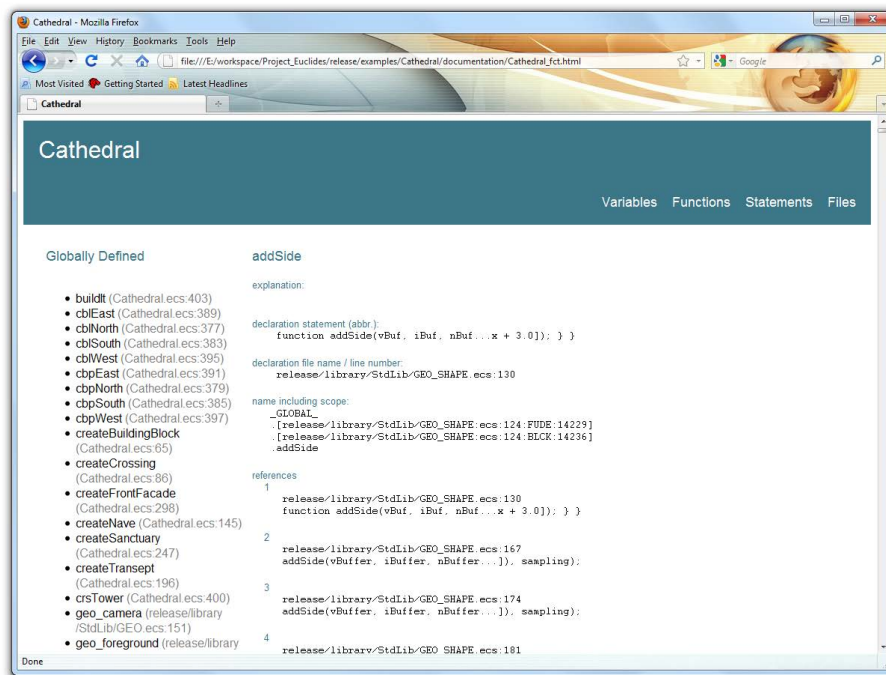 Cathedral - Mozilla Firefox
File Edit View History Bookmarks Tools Help
file:///E:/workspace/Project_Euclides/release/examples/Cathedral/documentation/Cathedral_fct.html
Google
Most Visited Getting Started Latest Headlines
Cathedral
Cathedral
Variables Functions Statements Files
Globally Defined
• buildIt (Cathedral.ecs:403)
• cblEast (Cathedral.ecs:389)
• cblNorth (Cathedral.ecs:377)
• cblSouth (Cathedral.ecs:383)
• cblWest (Cathedral.ecs:395)
• cbpEast (Cathedral.ecs:391)
• cbpNorth (Cathedral.ecs:379)
• cbpSouth (Cathedral.ecs:385)
• cbpWest (Cathedral.ecs:397)
• createBuildingBlock
(Cathedral.ecs:65)
• createCrossing
(Cathedral.ecs:86)
• createFrontFacade
(Cathedral.ecs:298)
• createNave (Cathedral.ecs:145)
• createSanctuary
(Cathedral.ecs:247)
• createTransept
(Cathedral.ecs:196)
• crsTower (Cathedral.ecs:400)
• geo_camera (release/library
/StdLib/GEO.ecs:151)
• geo_foreground (release/library
addSide
explanation:
declaration statement (abbr.):
function addSide(vBuf, iBuf, nBuf...x + 3.0]); } }
declaration file name / line number:
release/library/StdLib/GEO_SHAPE.ecs:130
name including scope:
_GLOBAL_
.[release/library/StdLib/GEO_SHAPE.ecs:124:FUDE:14229]
.[release/library/StdLib/GEO_SHAPE.ecs:124:BLCK:14236]
.addSide
references
1
release/library/StdLib/GEO_SHAPE.ecs:130
function addSide(vBuf, iBuf, nBuf...x + 3.0]); } }
2
release/library/StdLib/GEO_SHAPE.ecs:167
addSide(vBuffer, iBuffer, nBuffer...]), sampling);
3
release/library/StdLib/GEO_SHAPE.ecs:174
addSide(vBuffer, iBuffer, nBuffer...]), sampling);
4
release/library/StdLib/GEO_SHAPE.ecs:181
Done